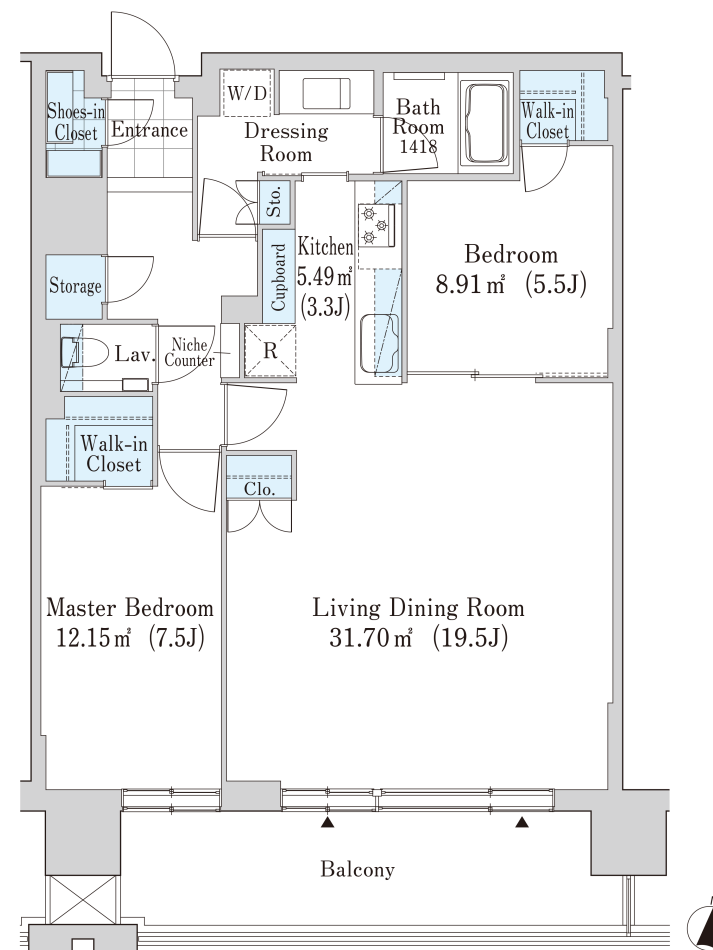 W/D
Bath
Room
1418
Walk-in
Closet
Shoes-in
Closet
Entrance
Dressing
Room
Sto.
Kitchen
5.49㎡
(3.3J)
Cupboard
Bedroom
8.91㎡ (5.5J)
Storage
Lav.
Niche
Counter
R
Walk-in
Closet
Clo.
Master Bedroom
12.15㎡ (7.5J)
Living Dining Room
31.70㎡ (19.5J)
Balcony